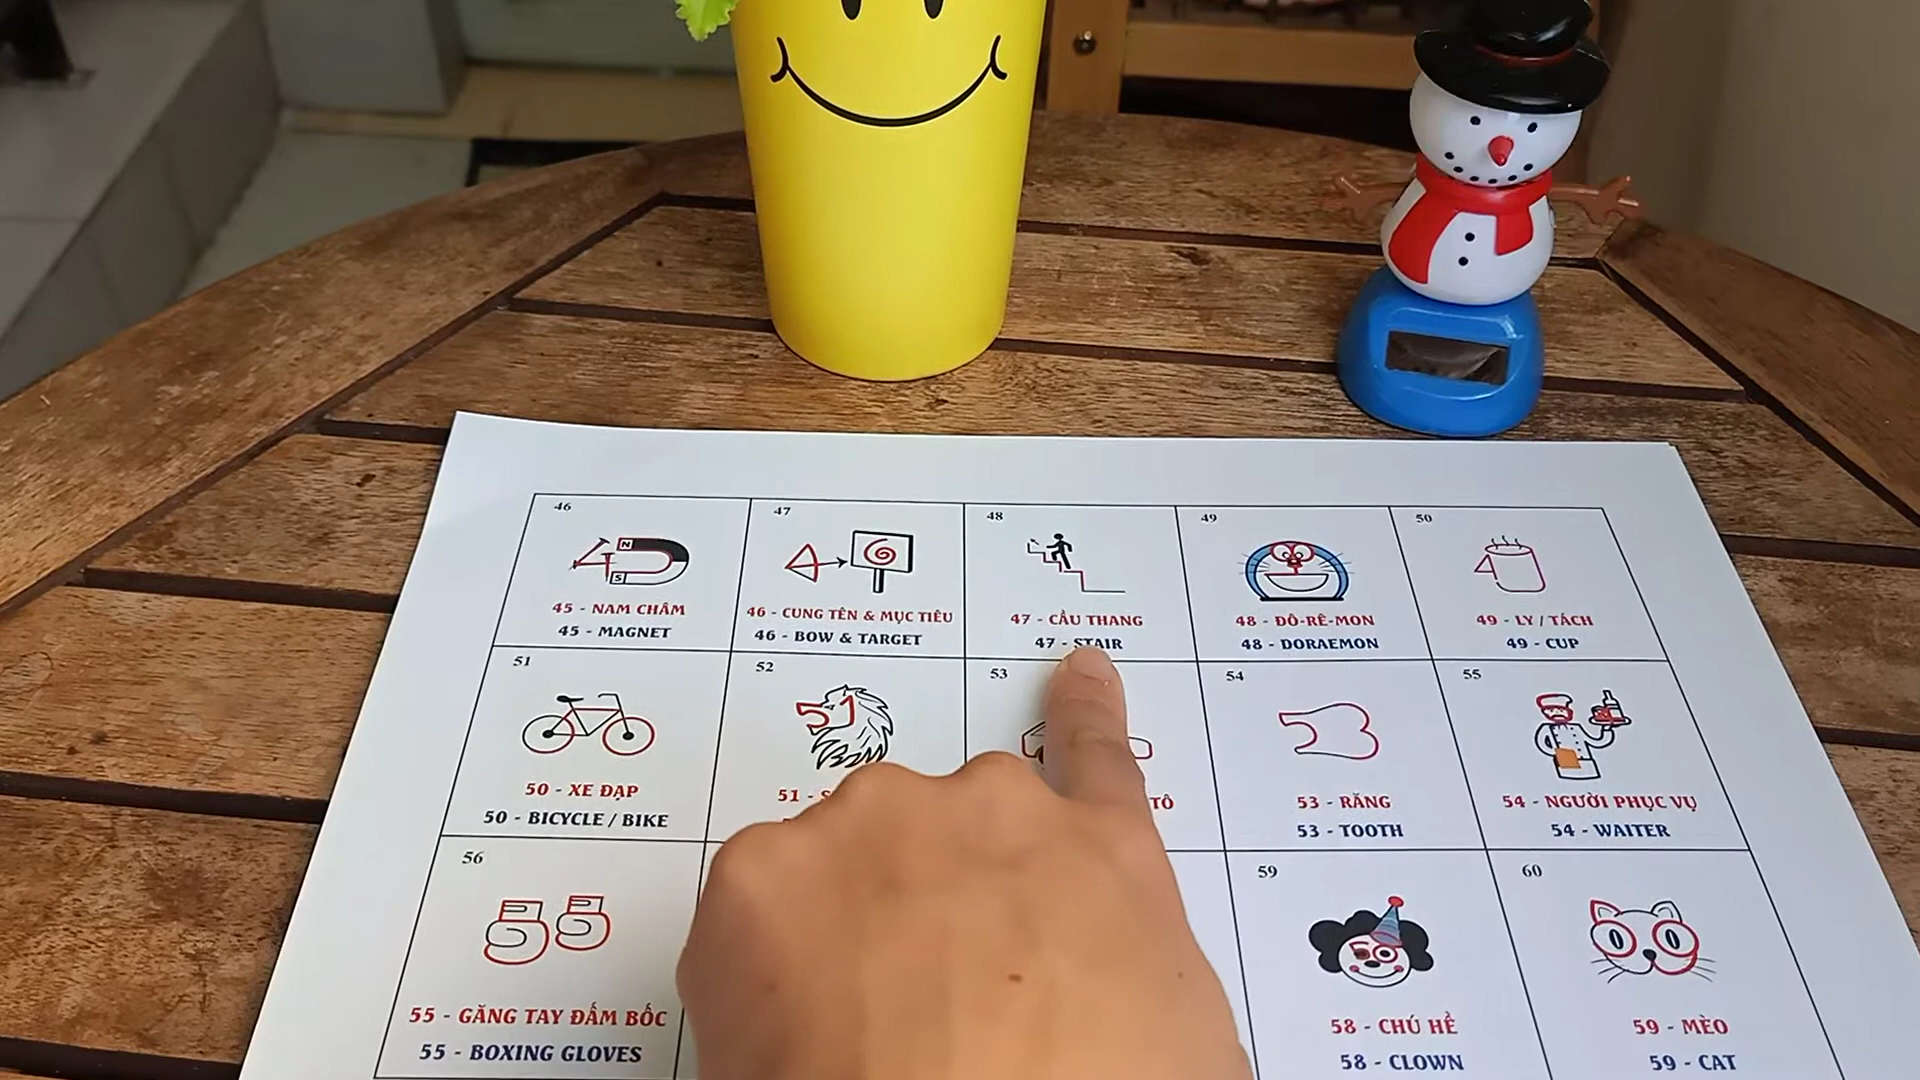 46
47
48
49
50
N
S
45 - NAM CHÂM
46 - CUNG TÊN & MỤC TIÊU
47 - CẦU THANG
48 - ĐÔ-RÊ-MON
49 - LY / TÁCH
45 - MAGNET
46 - BOW & TARGET
47 - STAIR
48 - DORAEMON
49 - CUP
51
52
53
54
55
50 - XE ĐẠP
51 -
TÔ
53 - RĂNG
54 - NGƯỜI PHỤC VỤ
50 - BICYCLE / BIKE
53 - TOOTH
54 - WAITER
56
59
60
55 - GĂNG TAY ĐẤM BỐC
58 - CHÚ HỀ
59 - MÈO
55 - BOXING GLOVES
58 - CLOWN
59 - CAT